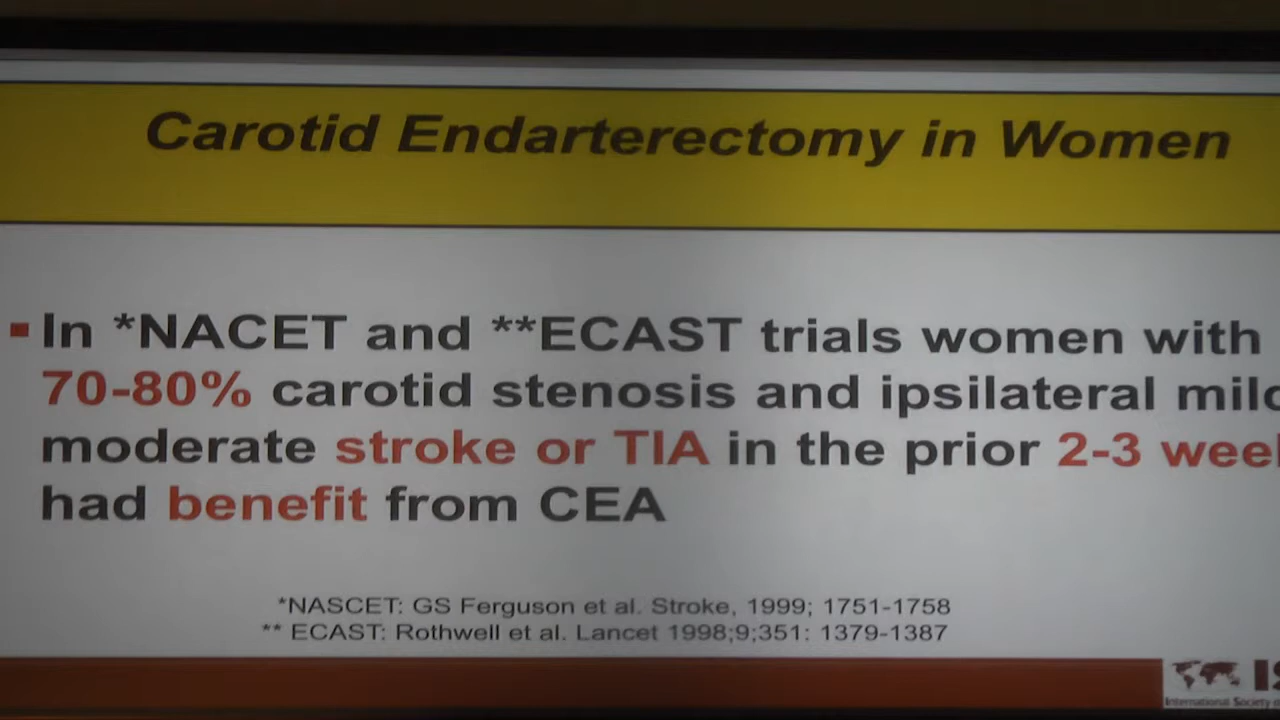 Carotid Endarterectomy in Women
▪ In *NACET and **ECAST trials women with
70-80% carotid stenosis and ipsilateral
moderate stroke or TIA in the prior 2-3
had benefit from CEA
*NASCET: GS Ferguson et al. Stroke, 1999; 1751-1758
** ECAST: Rothwell et al. Lancet 1998;9;351: 1379-1387
International Society